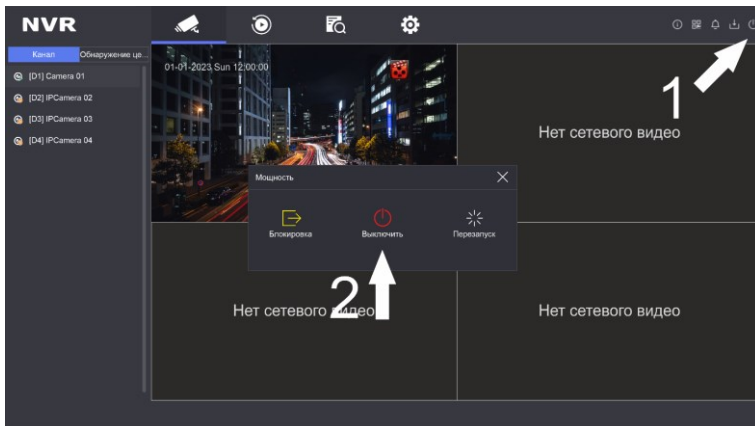 NVR
Канал
Обнаружение це...
[D1] Camera 01
[D2] IPCamera 02
[D3] IPCamera 03
[D4] IPCamera 04
01-01-2023 Sun 12:00:00
1
Нет сетевого видео
Мощность
Блокировка
Выключить
Перезапуск
2
Нет сетевого видео
Нет сетевого видео